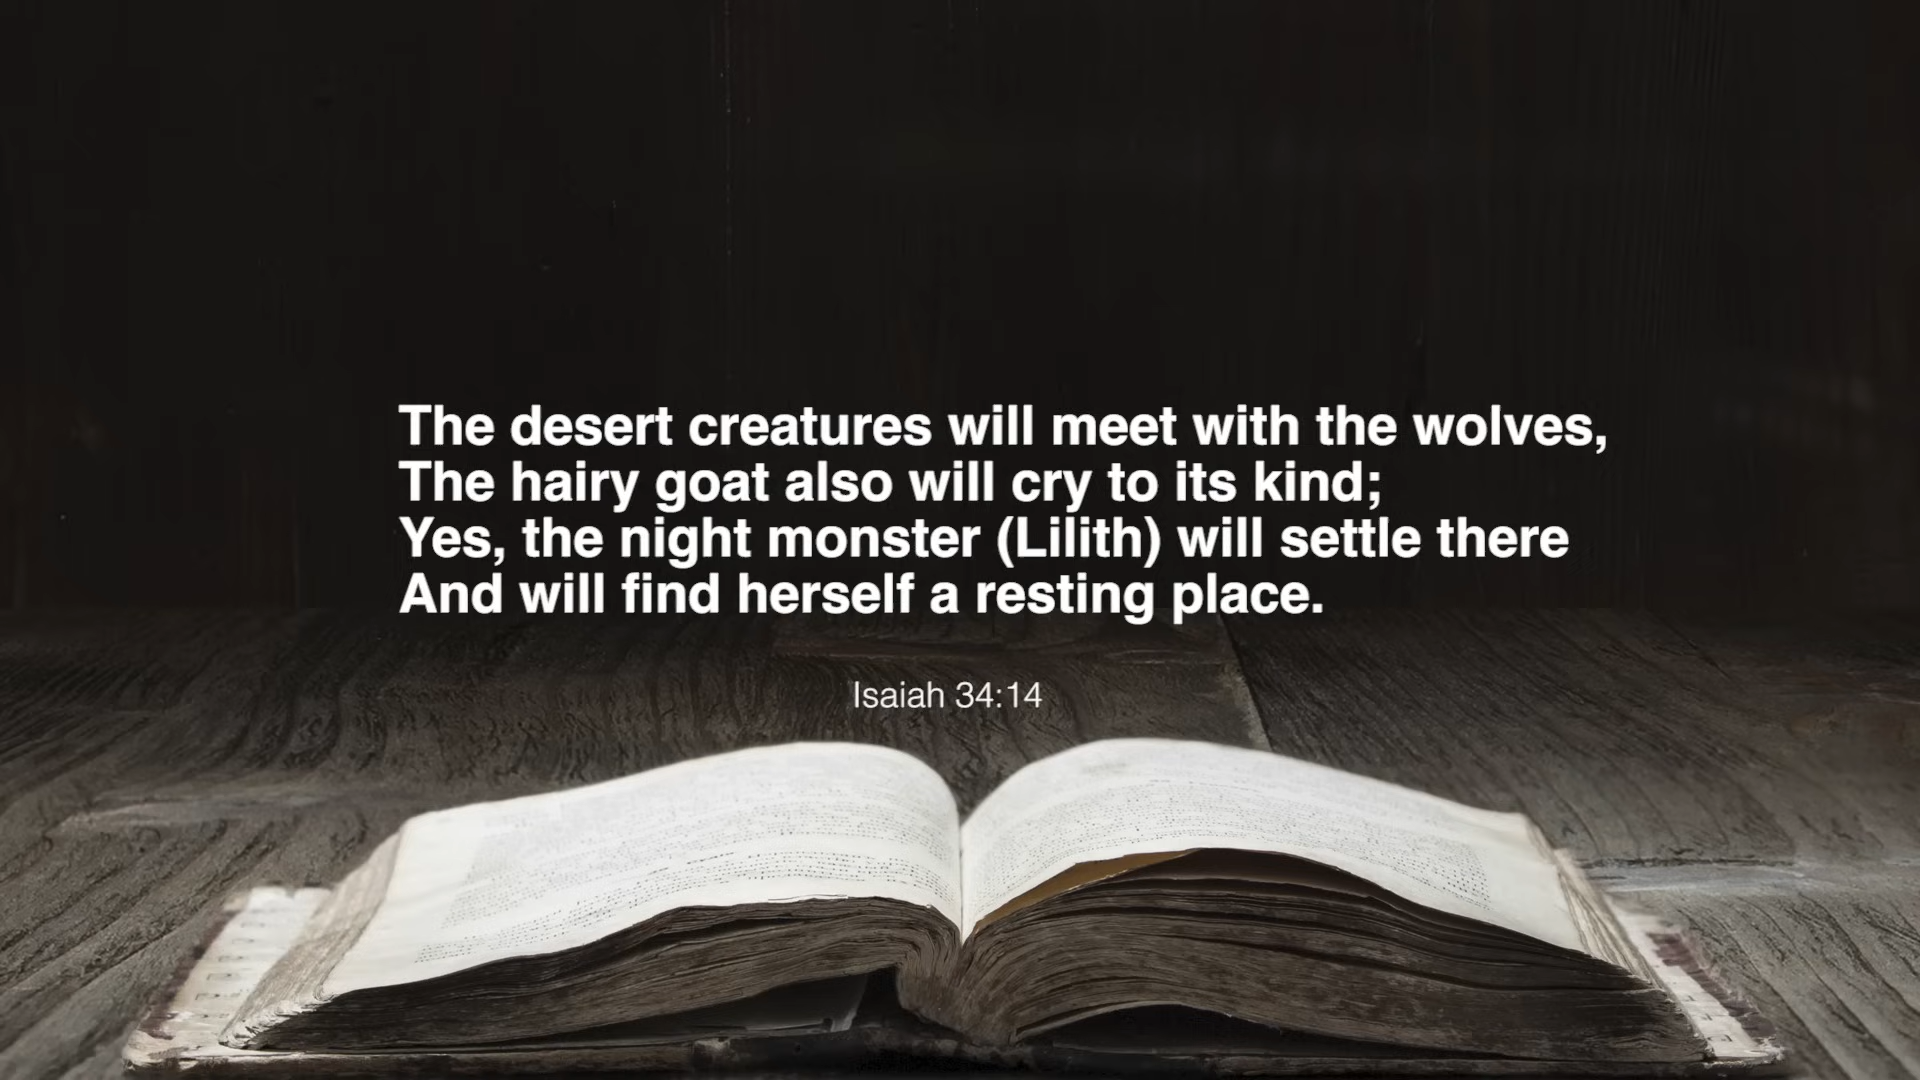 The desert creatures will meet with the wolves,
The hairy goat also will cry to its kind;
Yes, the night monster (Lilith) will settle there
And will find herself a resting place.
Isaiah 34:14